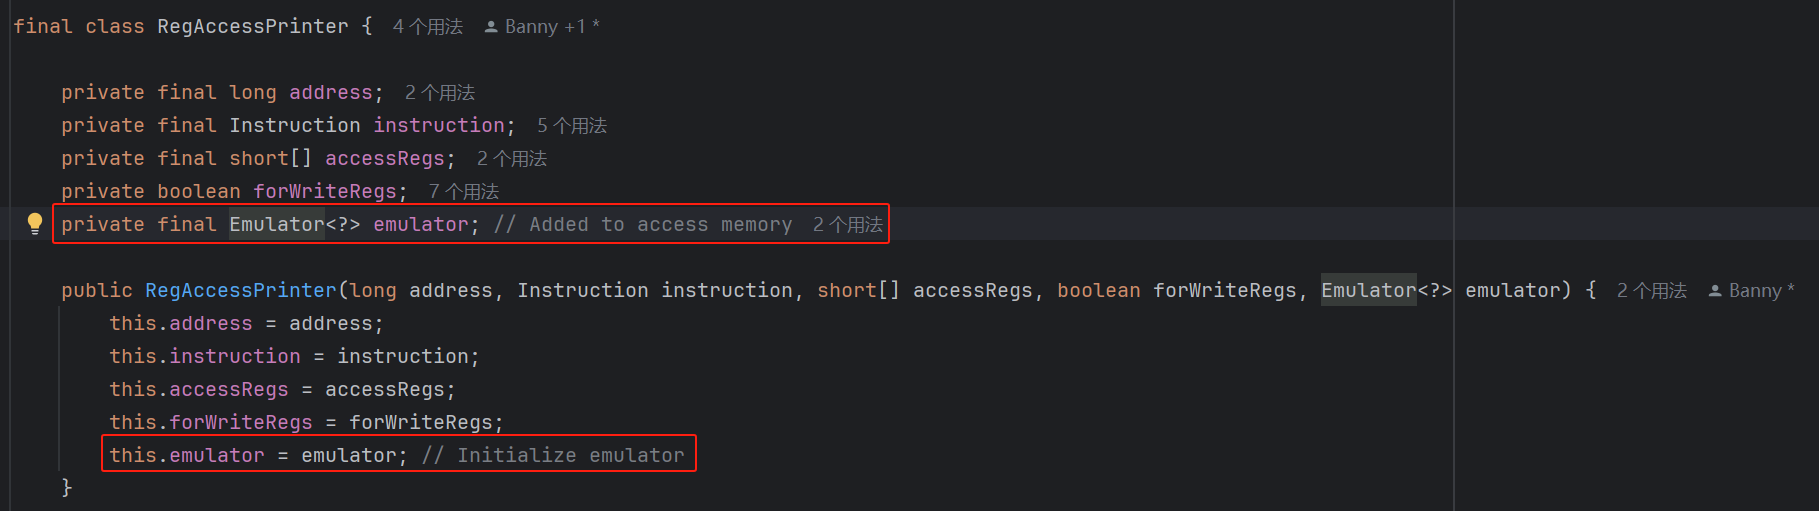 final class RegAccessPrinter { 4 个用法 Banny +1 *
private final long address; 2 个用法
private final Instruction instruction; 5 个用法
private final short[] accessRegs; 2 个用法
private boolean forWriteRegs; 7 个用法
private final Emulator<?> emulator; // Added to access memory 2 个用法
public RegAccessPrinter(long address, Instruction instruction, short[] accessRegs, boolean forWriteRegs, Emulator<?> emulator) { 2 个用法 Banny *
this.address = address;
this.instruction = instruction;
this.accessRegs = accessRegs;
this.forWriteRegs = forWriteRegs;
this.emulator = emulator; // Initialize emulator
}